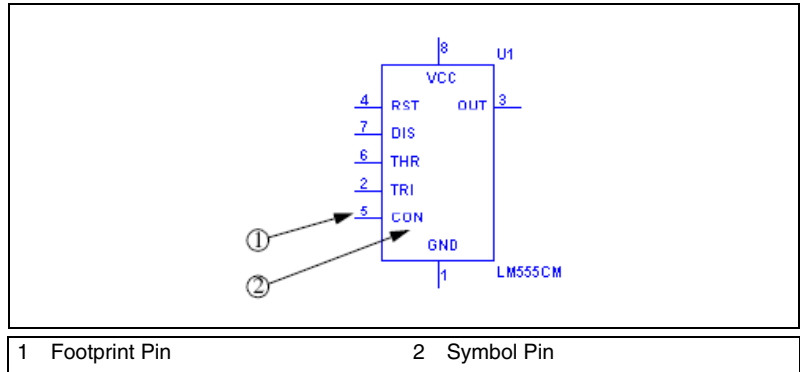 8 U1
VCC
4 RST OUT 3
7 DIS
6 THR
2 TRI
5 CON
1
GND
2
1 LM555CM
1 Footprint Pin 2 Symbol Pin